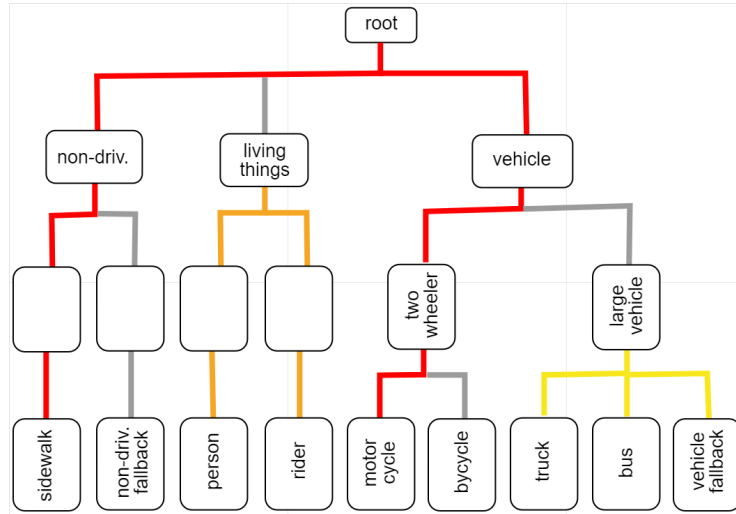 root
non-driv.
living
things
vehicle
two
wheeler
large
vehicle
sidewalk
non-driv.
fallback
person
rider
motor
cycle
bycycle
truck
bus
vehicle
fallback